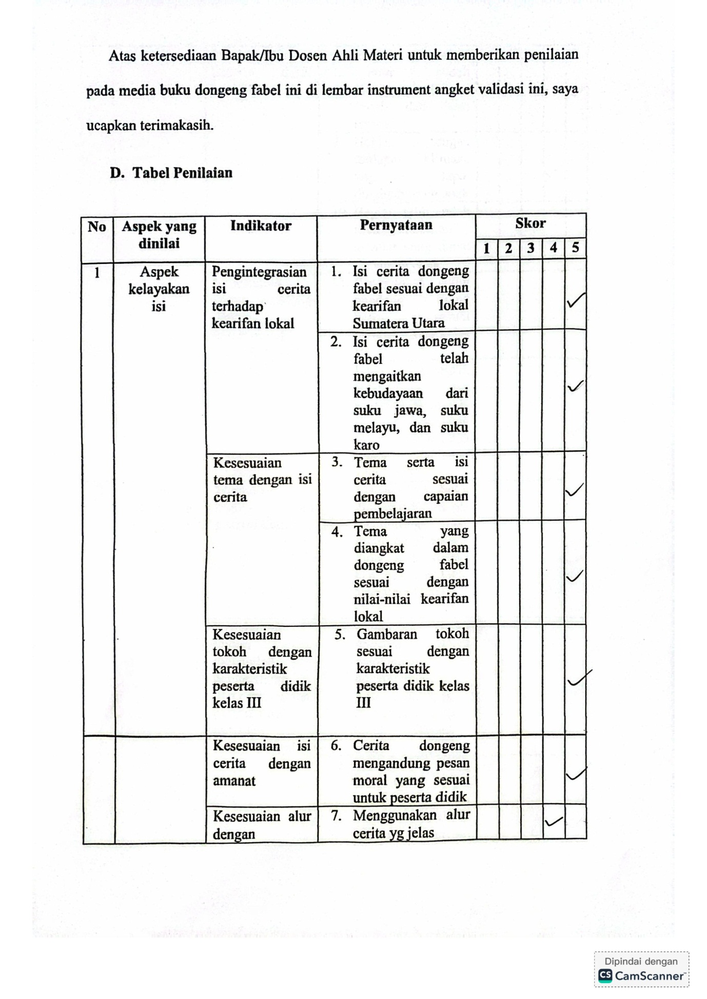 Atas ketersediaan Bapak/Ibu Dosen Ahli Materi untuk memberikan penilaian
pada media buku dongeng fabel ini di lembar instrument angket validasi ini, saya
ucapkan terimakasih.
D. Tabel Penilaian
No Aspek yang dinilai Indikator Pernyataan Skor
1 2 3 4 5
1 Aspek
kelayakan
isi
Pengintegrasian
isi cerita
terhadap
kearifan lokal
1. Isi cerita dongeng
fabel sesuai dengan
kearifan lokal
Sumatera Utara
✓
2. Isi cerita dongeng
fabel telah
mengaitkan
kebudayaan dari
suku jawa, suku
melayu, dan suku
karo
✓
Kesesuaian
tema dengan isi
cerita
3. Tema serta isi
cerita sesuai
dengan capaian
pembelajaran
✓
4. Tema yang
diangkat dalam
dongeng fabel
sesuai dengan
nilai-nilai kearifan
lokal
✓
Kesesuaian
tokoh dengan
karakteristik
peserta didik
kelas III
5. Gambaran tokoh
sesuai dengan
karakteristik
peserta didik kelas
III
✓
Kesesuaian isi
cerita dengan
amanat
6. Cerita dongeng
mengandung pesan
moral yang sesuai
untuk peserta didik
✓
Kesesuaian alur
dengan
7. Menggunakan alur
cerita yg jelas
✓
Dipindai dengan
CS CamScanner